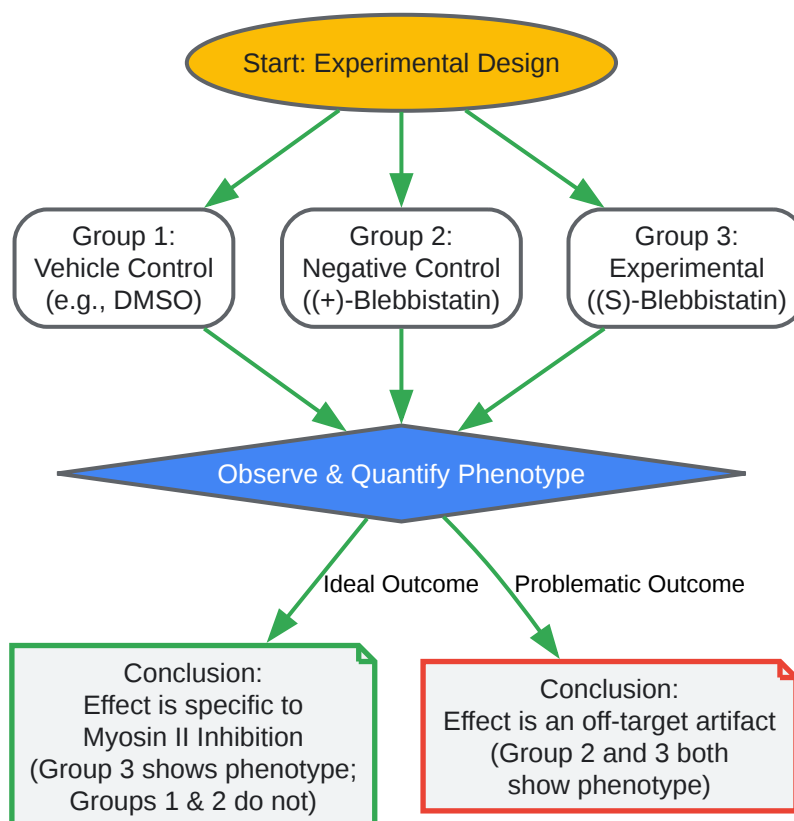 Start: Experimental Design
Group 1:
Vehicle Control
(e.g., DMSO)
Group 2:
Negative Control
((+)-Blebbistatin)
Group 3:
Experimental
((S)-Blebbistatin)
Observe & Quantify Phenotype
Ideal Outcome
Problematic Outcome
Conclusion:
Effect is specific to
Myosin II Inhibition
(Group 3 shows phenotype;
Groups 1 & 2 do not)
Conclusion:
Effect is an off-target artifact
(Group 2 and 3 both
show phenotype)